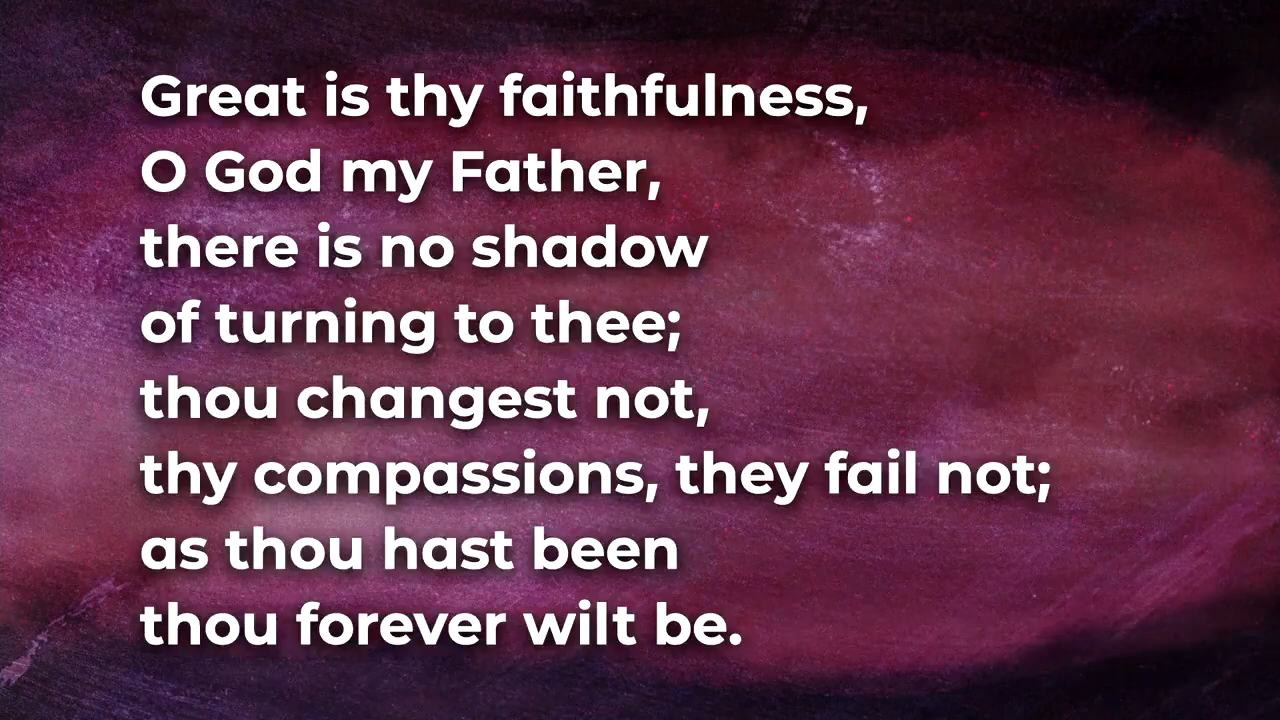 Great is thy faithfulness,
O God my Father,
there is no shadow
of turning to thee;
thou changest not,
thy compassions, they fail not;
as thou hast been
thou forever wilt be.